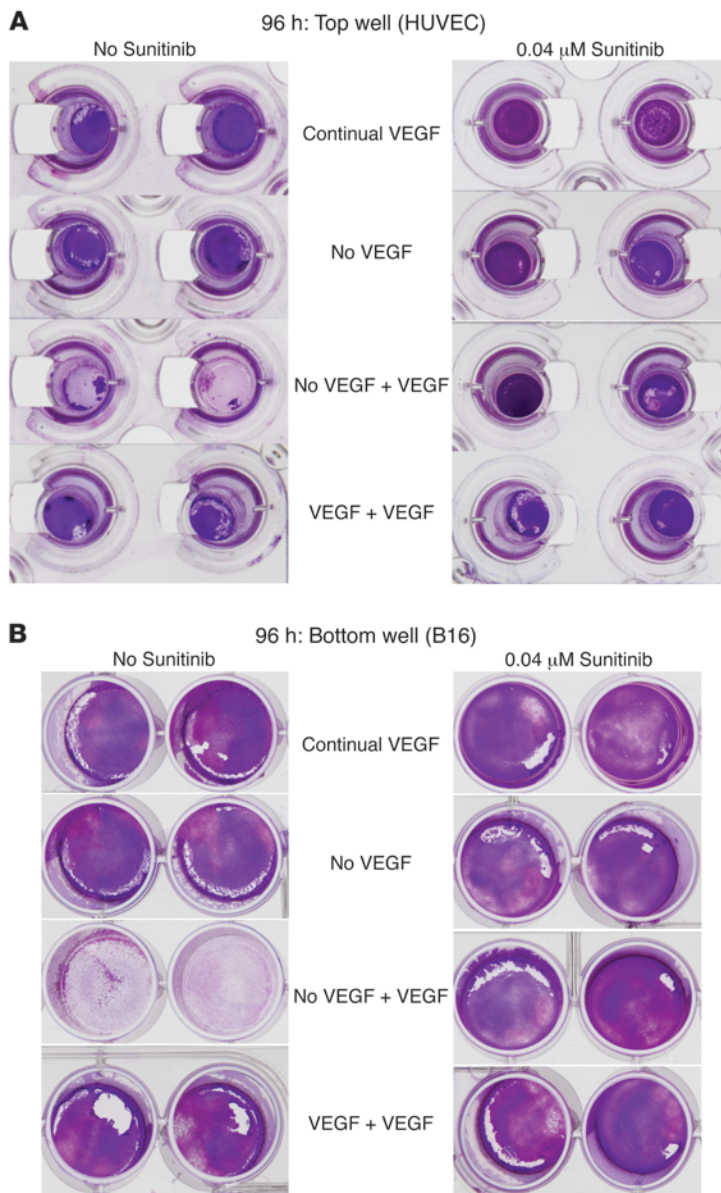 A
96 h: Top well (HUVEC)
No Sunitinib
0.04 μM Sunitinib
Continual VEGF
No VEGF
No VEGF + VEGF
VEGF + VEGF
B
96 h: Bottom well (B16)
No Sunitinib
0.04 μM Sunitinib
Continual VEGF
No VEGF
No VEGF + VEGF
VEGF + VEGF